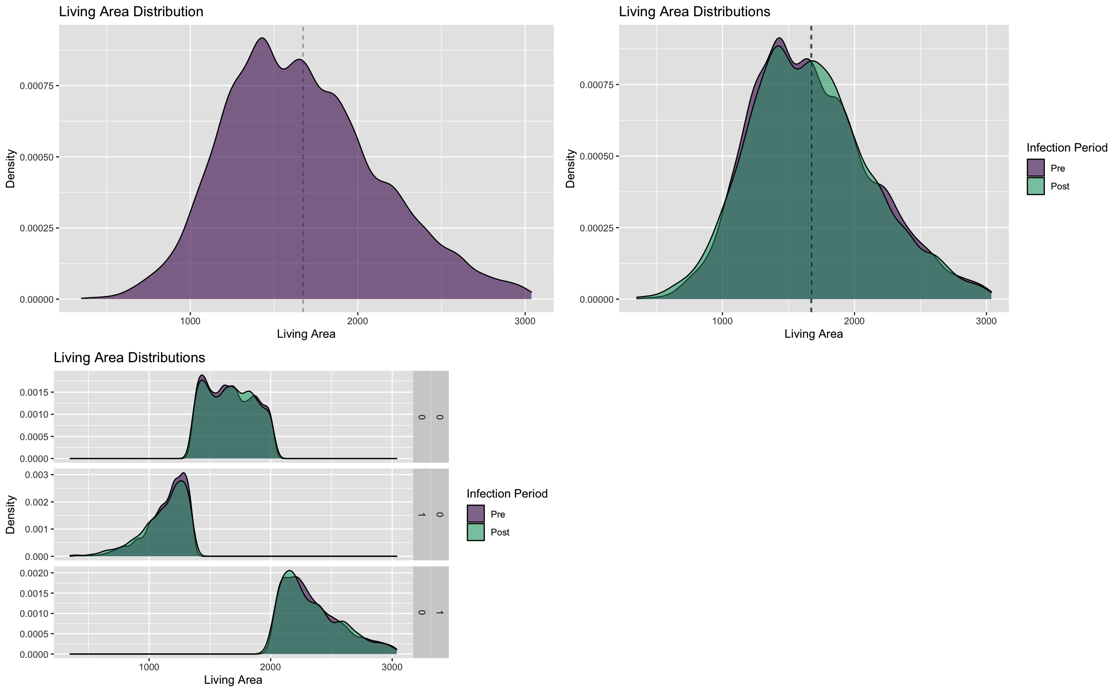 Living Area Distribution
Density
0.00075
0.00050
0.00025
0.00000
1000 2000 3000
Living Area
Living Area Distributions
Density
0.00075
0.00050
0.00025
0.00000
1000 2000 3000
Living Area
Infection Period
Pre
Post
Living Area Distributions
Density
0.0015
0.0010
0.0005
0.0000
0 0
0.003
0.002
0.001
0.000
1 0
0.0020
0.0015
0.0010
0.0005
0.0000
0 1
1000 2000 3000
Living Area
Infection Period
Pre
Post